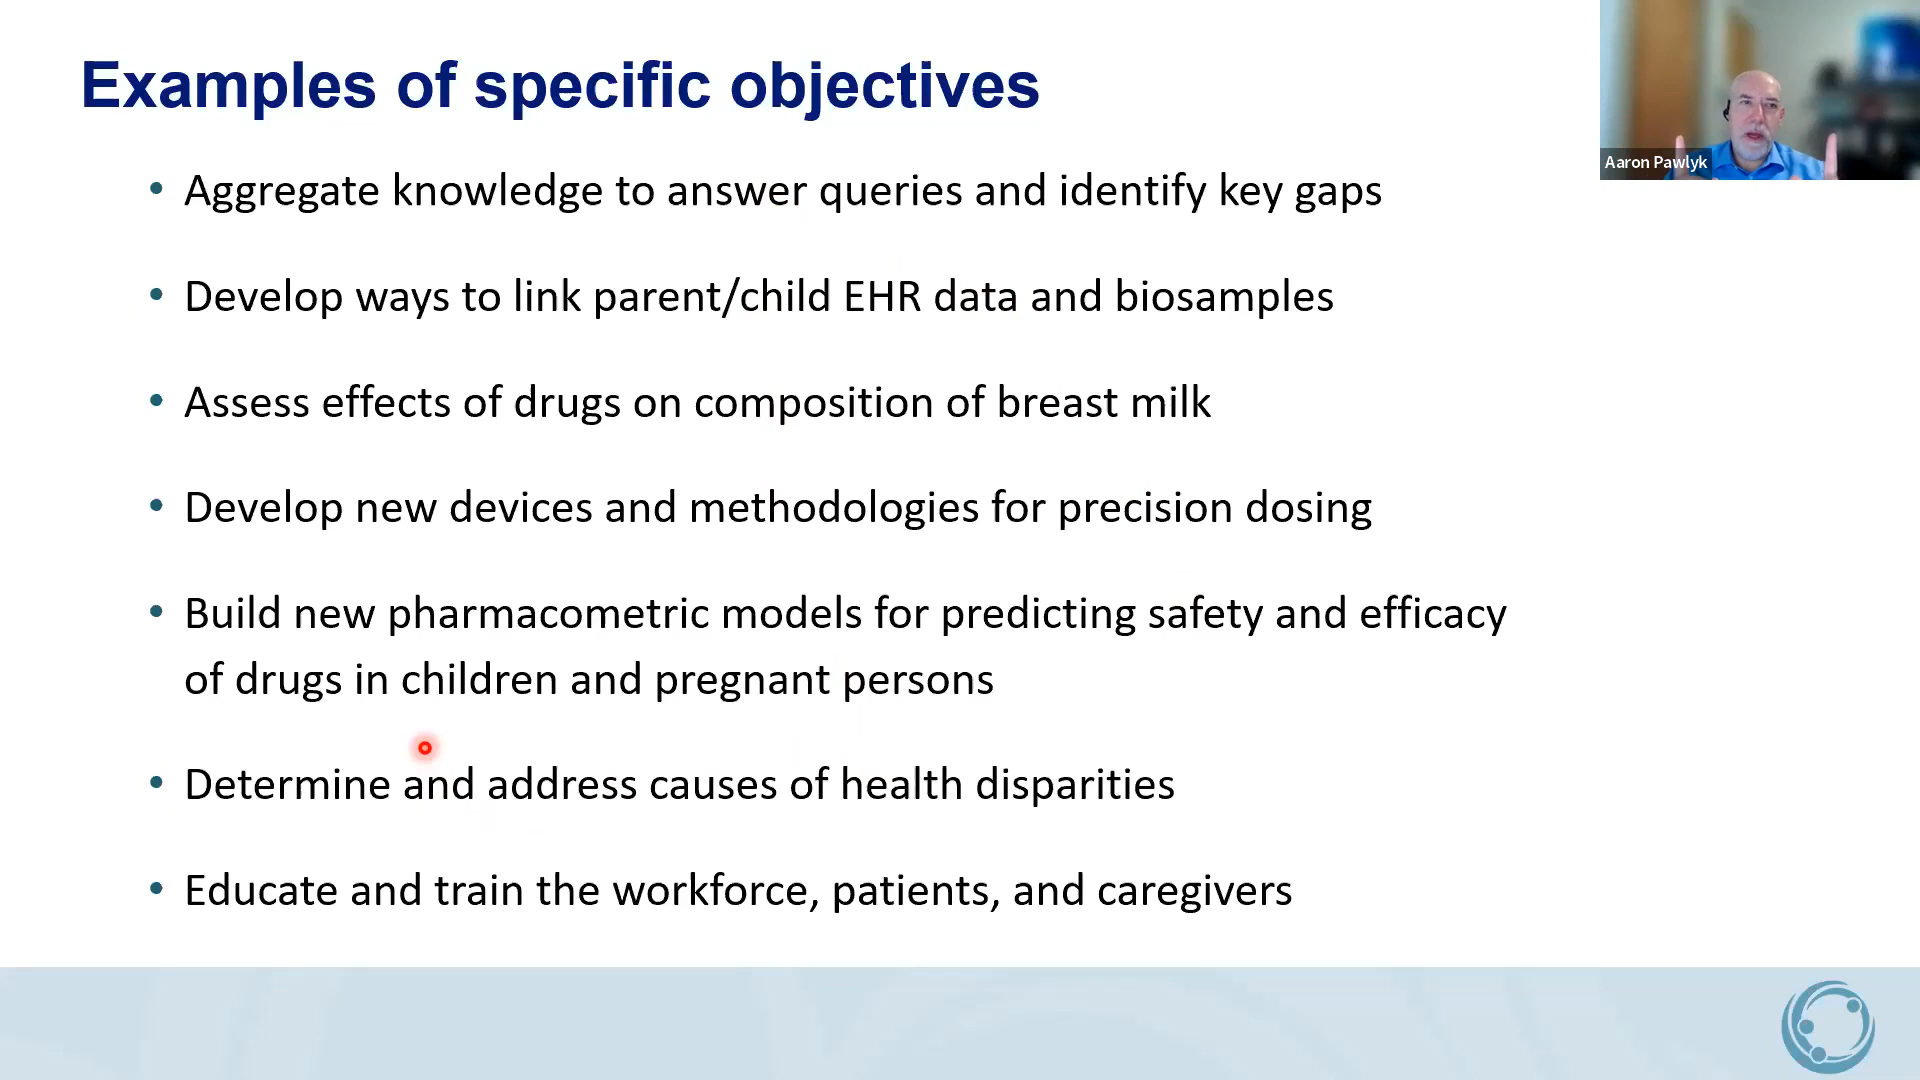 Examples of specific objectives
Aaron Pawlyk
• Aggregate knowledge to answer queries and identify key gaps
• Develop ways to link parent/child EHR data and biosamples
• Assess effects of drugs on composition of breast milk
• Develop new devices and methodologies for precision dosing
• Build new pharmacometric models for predicting safety and efficacy
of drugs in children and pregnant persons
• Determine and address causes of health disparities
• Educate and train the workforce, patients, and caregivers